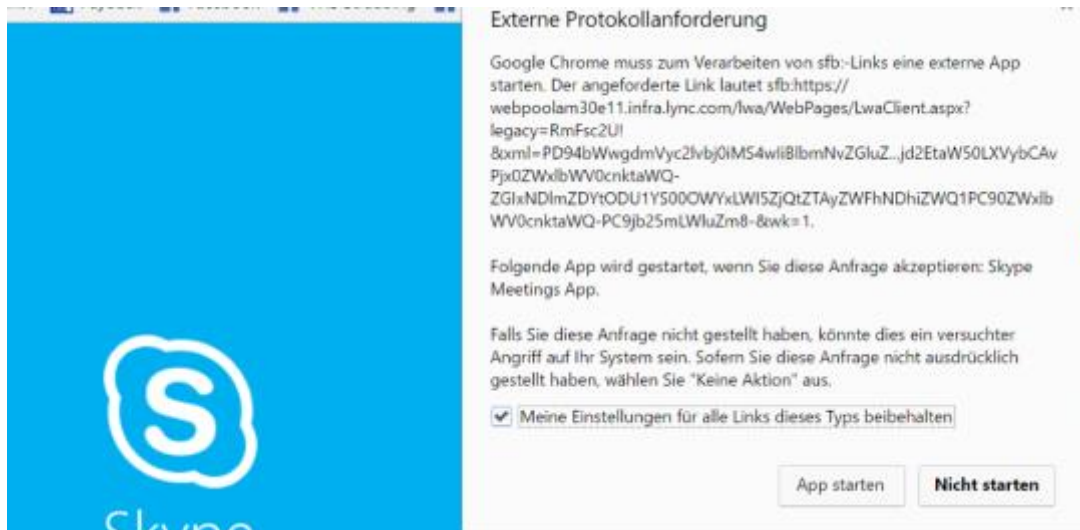 Externe Protokollanforderung
Google Chrome muss zum Verarbeiten von sfb:-Links eine externe App
starten. Der angeforderte Link lautet sfb:https://
webpoolam30e11.infra.lync.com/lwa/WebPages/LwaClient.aspx?
legacy=RmFsc2U!
&xml=PD94bWwgdmVyc2lvbj0iMS4wIiBlbmNvZGluZ...jd2EtaW50LXVybCAv
Pjx0ZWxlbWV0cnktaWQ-
ZGIxNDlmZDYtODU1YS00OWYxLWI5ZjQtZTAyZWFhNDhiZWQ1PC90ZWxlb
WV0cnktaWQ-PC9jb25mLWluZm8-&wk=1.
Folgende App wird gestartet, wenn Sie diese Anfrage akzeptieren: Skype
Meetings App.
Falls Sie diese Anfrage nicht gestellt haben, könnte dies ein versuchter
Angriff auf Ihr System sein. Sofern Sie diese Anfrage nicht ausdrücklich
gestellt haben, wählen Sie "Keine Aktion" aus.
Meine Einstellungen für alle Links dieses Typs beibehalten
App starten
Nicht starten
Skype